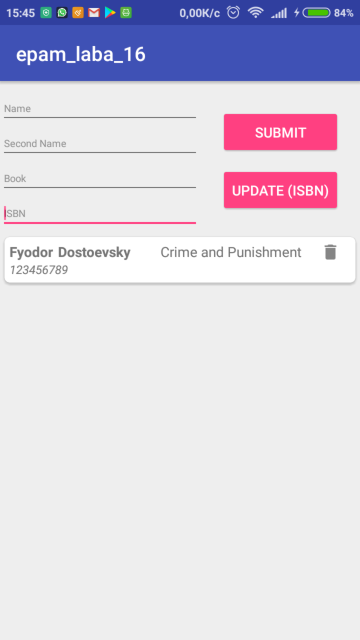 15:45 0,00K/c 84%
epam_laba_16
Name
Second Name
Book
ISBN
SUBMIT
UPDATE (ISBN)
Fyodor Dostoevsky Crime and Punishment
123456789